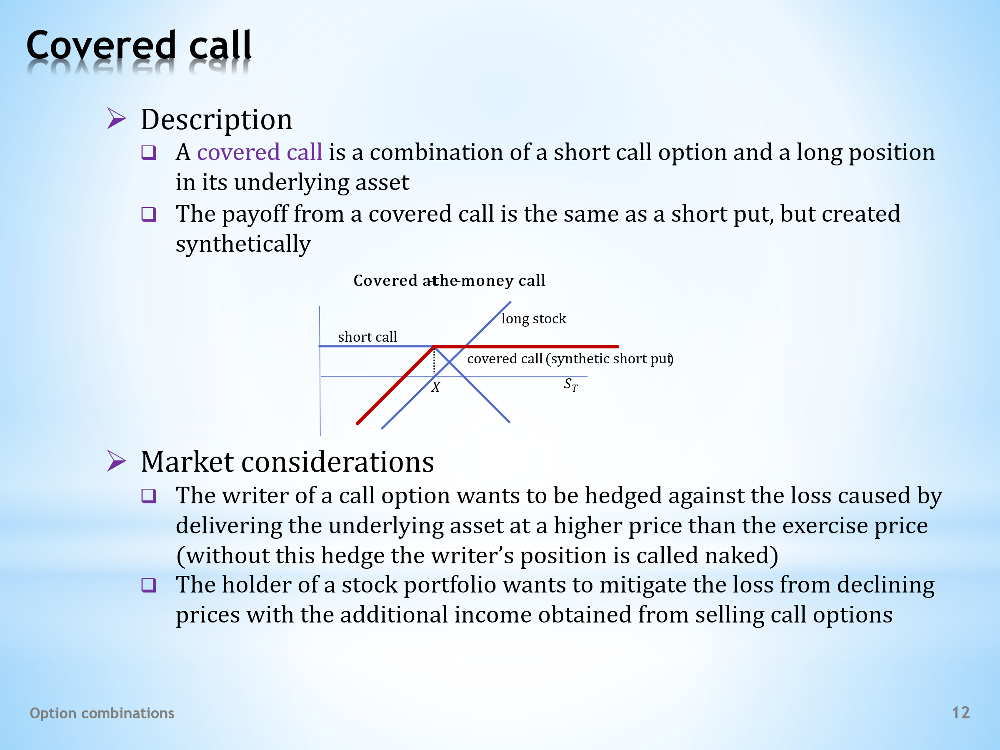 Covered call
Description
A covered call is a combination of a short call option and a long position
in its underlying asset
The payoff from a covered call is the same as a short put, but created
synthetically
Covered at-the-money call
long stock
short call
covered call (synthetic short put)
X
S_T
Market considerations
The writer of a call option wants to be hedged against the loss caused by
delivering the underlying asset at a higher price than the exercise price
(without this hedge the writer’s position is called naked)
The holder of a stock portfolio wants to mitigate the loss from declining
prices with the additional income obtained from selling call options
Option combinations
12